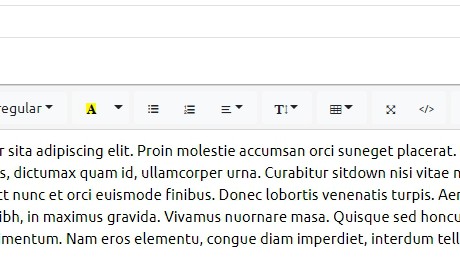 regular A T </>
r sita adipiscing elit. Proin molestie accumsan orci suneget placerat.
s, dictumax quam id, ullamcorper urna. Curabitur sitdown nisi vitae
ct nunc et orci euismode finibus. Donec lobortis venenatis turpis. Aer
ibh, in maximus gravida. Vivamus nuornare masa. Quisque sed honcu
mentum. Nam eros elementu, congue diam imperdiet, interdum tell